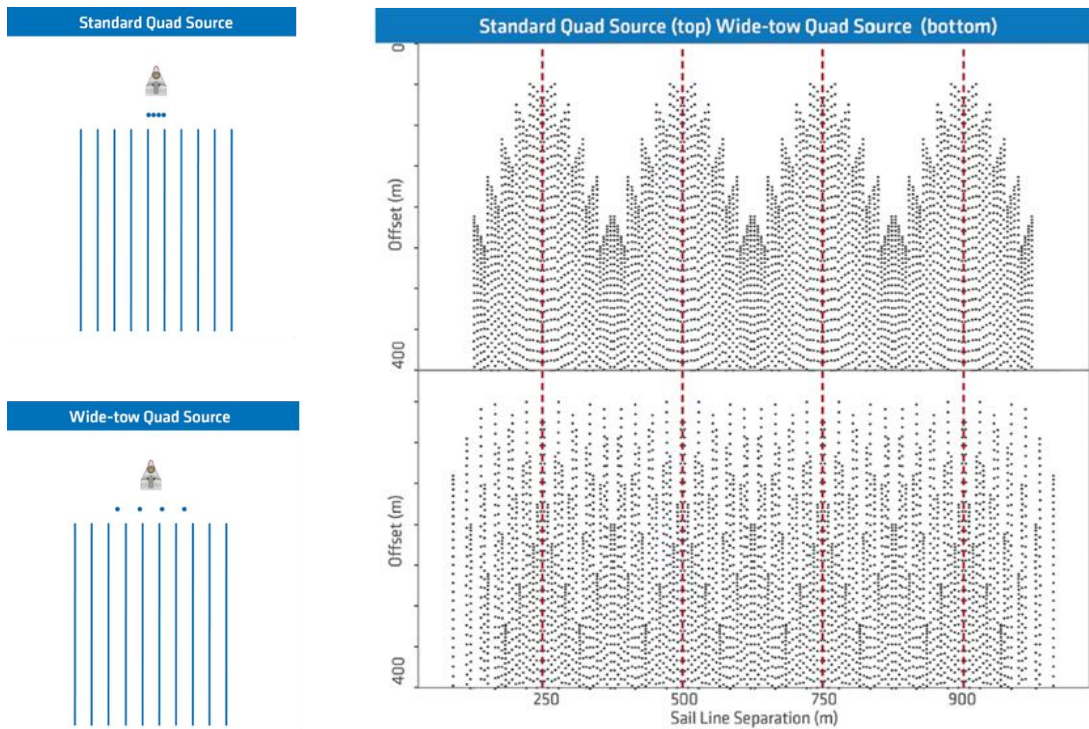 Standard Quad Source
Wide-tow Quad Source
Standard Quad Source (top) Wide-tow Quad Source (bottom)
0
Offset (m)
400
Offset (m)
400
250 500 750 900
Sail Line Separation (m)